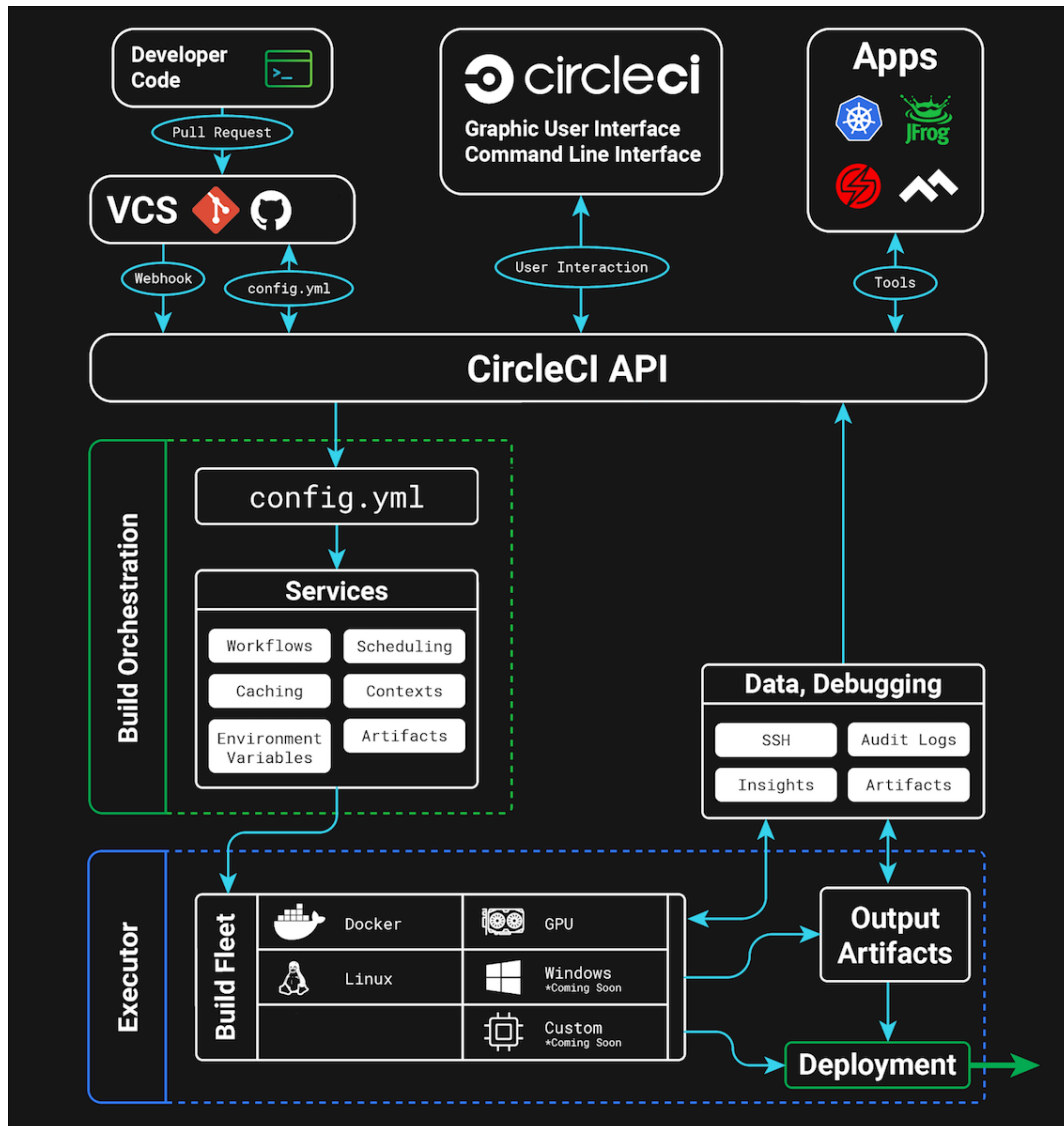 Developer
Code
>_
Pull Request
VCS
Webhook
config.yml
circleci
Graphic User Interface
Command Line Interface
User Interaction
Apps
JFrog
Tools
CircleCI API
Build Orchestration
config.yml
Services
Workflows
Scheduling
Caching
Contexts
Environment
Variables
Artifacts
Data, Debugging
SSH
Audit Logs
Insights
Artifacts
Executor
Build Fleet
Docker
GPU
Linux
Windows
*Coming Soon
Custom
*Coming Soon
Output
Artifacts
Deployment